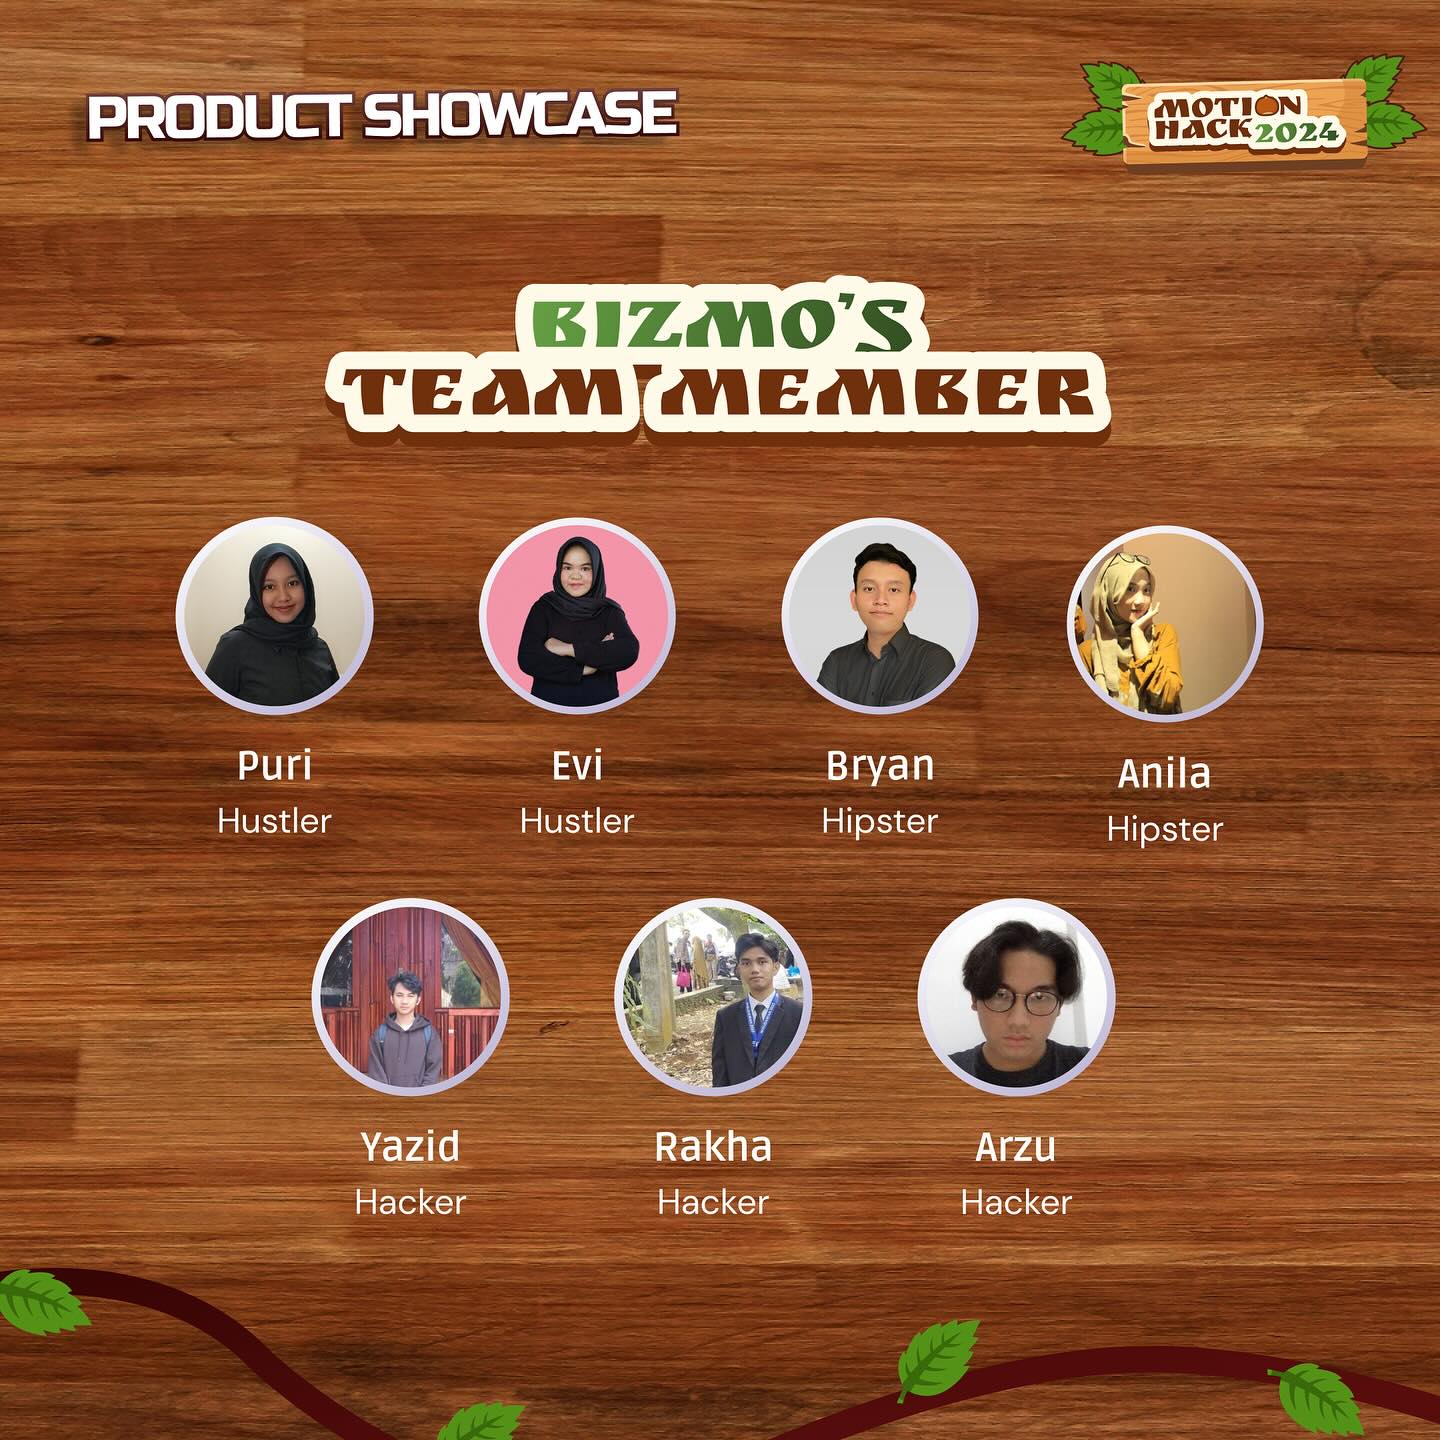 PRODUCT SHOWCASE
MOTION
HACK 2024
BIZMO'S
TEAM MEMBER
Puri
Hustler
Evi
Hustler
Bryan
Hipster
Anila
Hipster
Yazid
Hacker
Rakha
Hacker
Arzu
Hacker